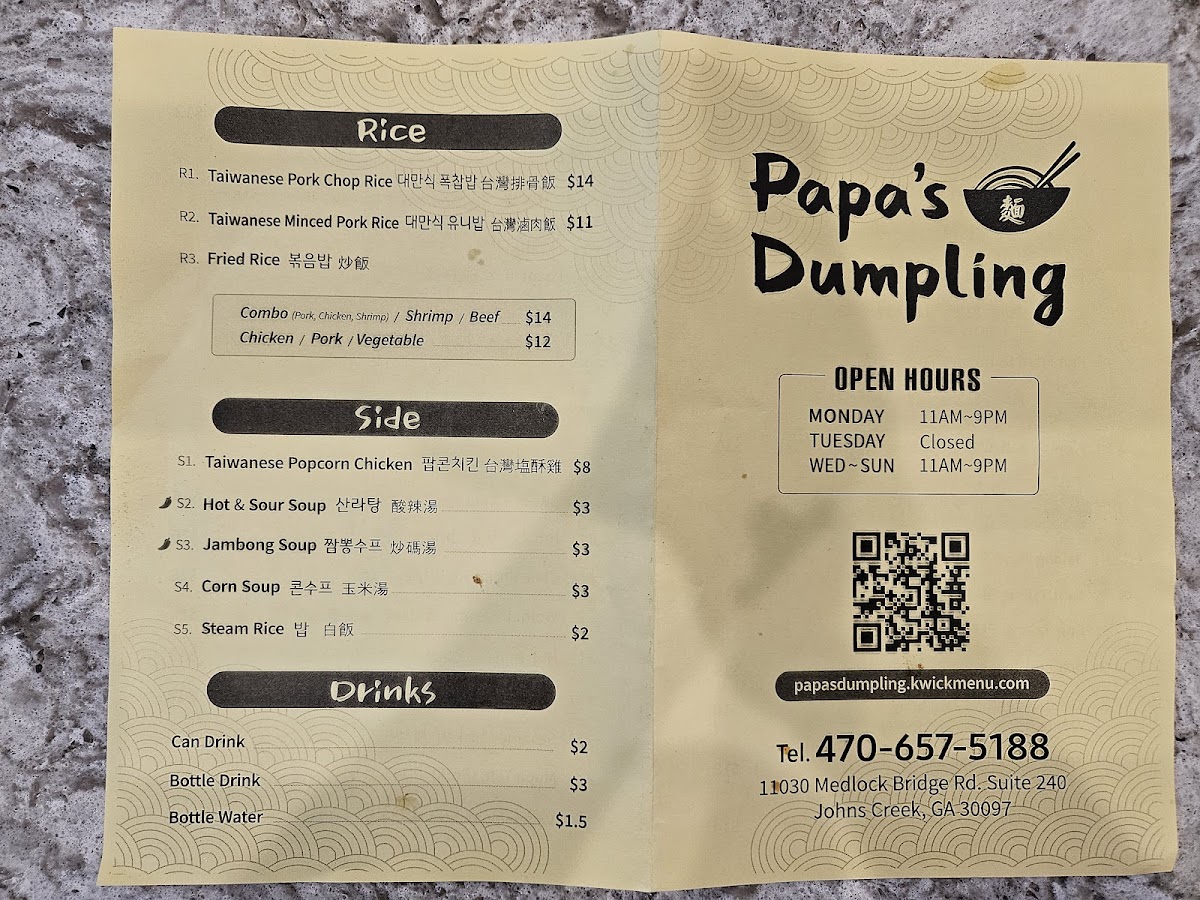 Rice
R1. Taiwanese Pork Chop Rice 대만식 폭찹밥 台灣排骨飯 $14
R2. Taiwanese Minced Pork Rice 대만식 유니밥 台灣滷肉飯 $11
R3. Fried Rice 볶음밥 炒飯
Combo (Pork, Chicken, Shrimp) / Shrimp / Beef $14
Chicken / Pork / Vegetable $12
Side
S1. Taiwanese Popcorn Chicken 팝콘치킨 台灣塩酥雞 $8
S2. Hot & Sour Soup 산라탕 酸辣湯 $3
S3. Jambong Soup 짬뽕수프 炒碼湯 $3
S4. Corn Soup 콘수프 玉米湯 $3
S5. Steam Rice 밥 白飯 $2
Drinks
Can Drink $2
Bottle Drink $3
Bottle Water $1.5
Papa's
麵
Dumpling
OPEN HOURS
MONDAY 11AM~9PM
TUESDAY Closed
WED~SUN 11AM~9PM
papasdumpling.kwickmenu.com
Tel. 470-657-5188
11030 Medlock Bridge Rd. Suite 240
Johns Creek, GA 30097